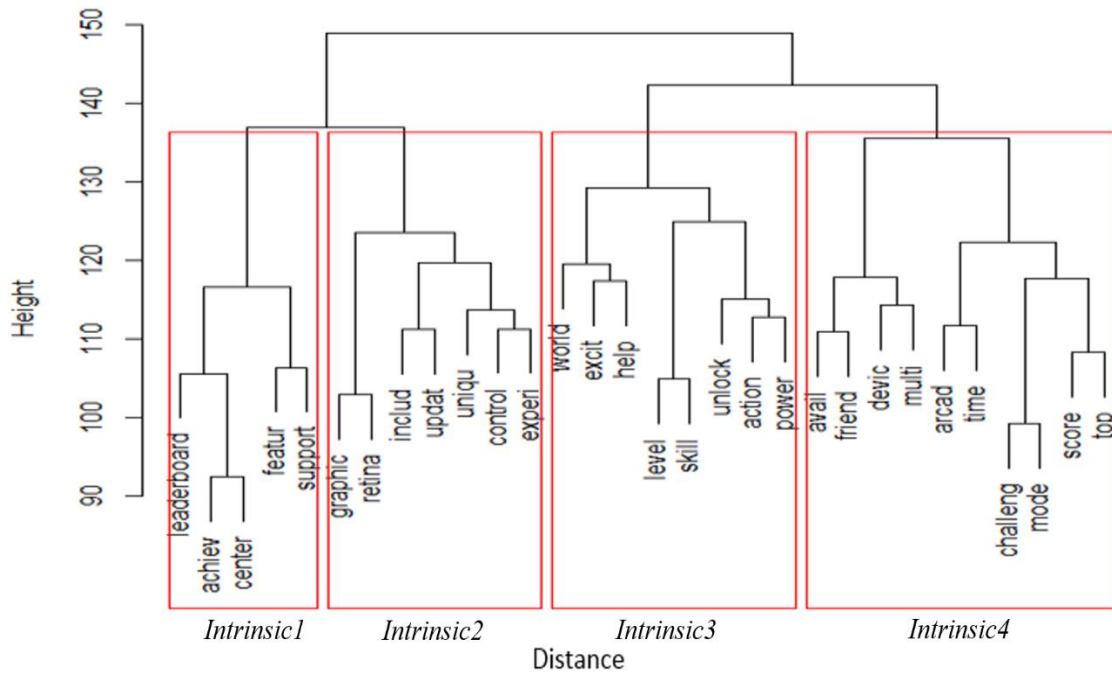 150
140
130
120
110
100
90
Height
leaderboard
achiev
center
featur
support
graphic
retina
includ
updat
uniqu
control
experi
world
excit
help
level
skill
unlock
action
power
avail
friend
devic
multi
arcad
time
challeng
mode
score
top
Intrinsic1
Intrinsic2
Intrinsic3
Intrinsic4
Distance